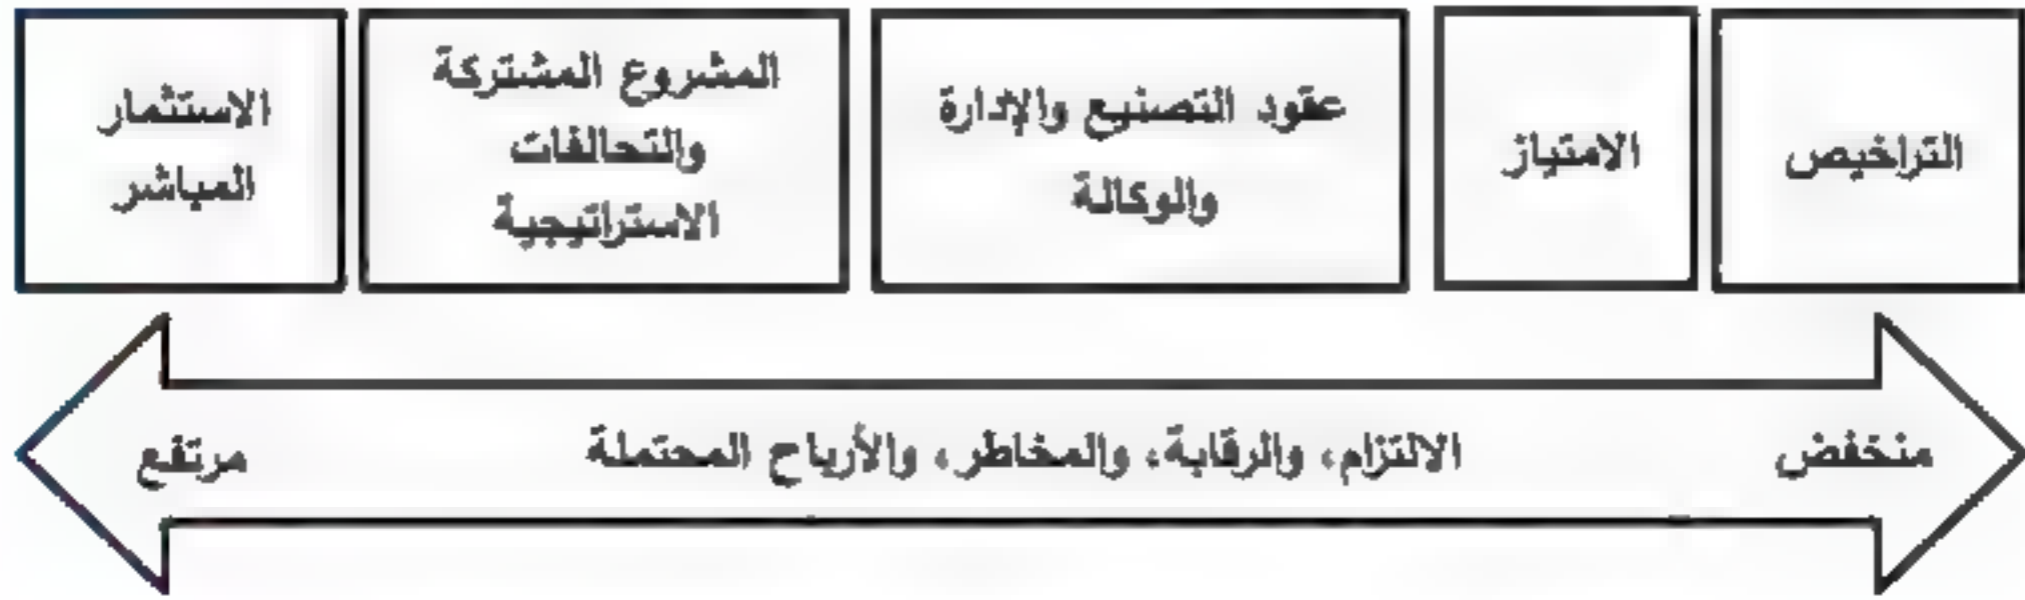 التراخيص
الامتياز
عقود التصنيع والإدارة
والوكالة
المشروع المشتركة
والتحالفات
الاستراتيجية
الاستثمار
المباشر
منخفض
الالتزام، والرقابة، والمخاطر، والأرباح المحتملة
مرتفع